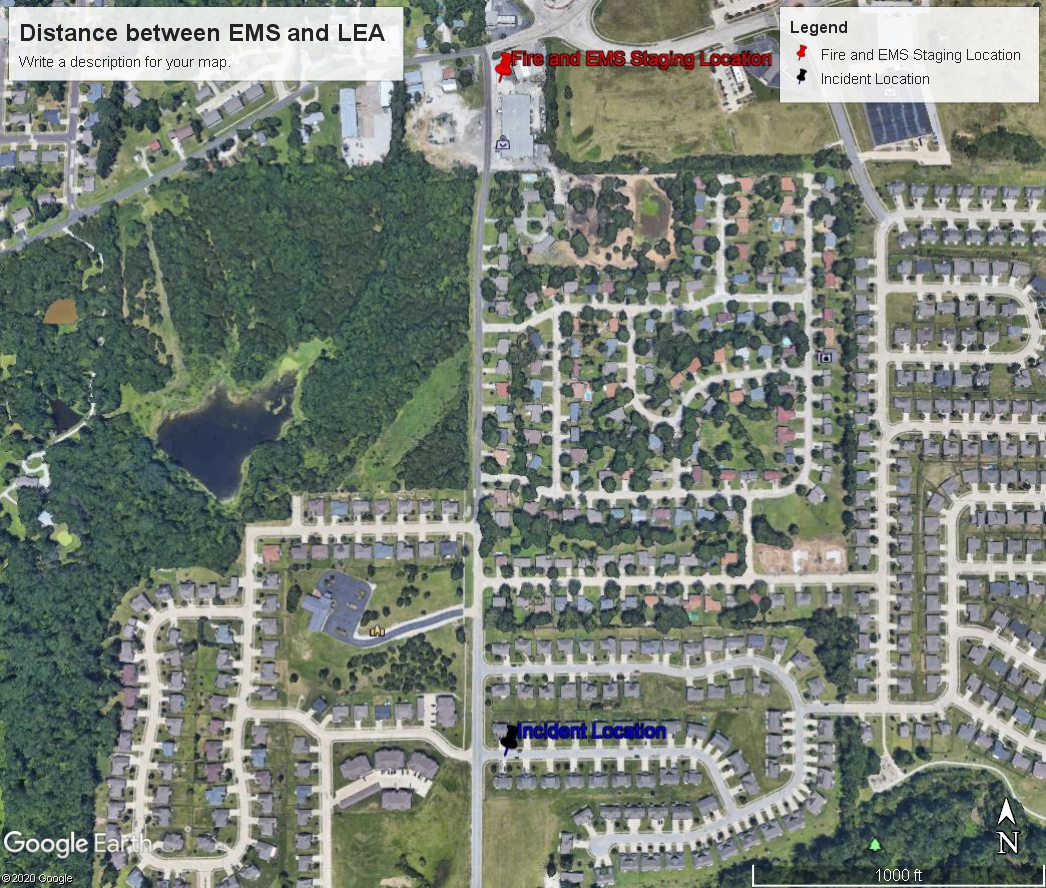 Distance between EMS and LEA
Write a description for your map.
Legend
Fire and EMS Staging Location
Incident Location
Fire and EMS Staging Location
Incident Location
N
Google Earth
©2020 Google
1000 ft